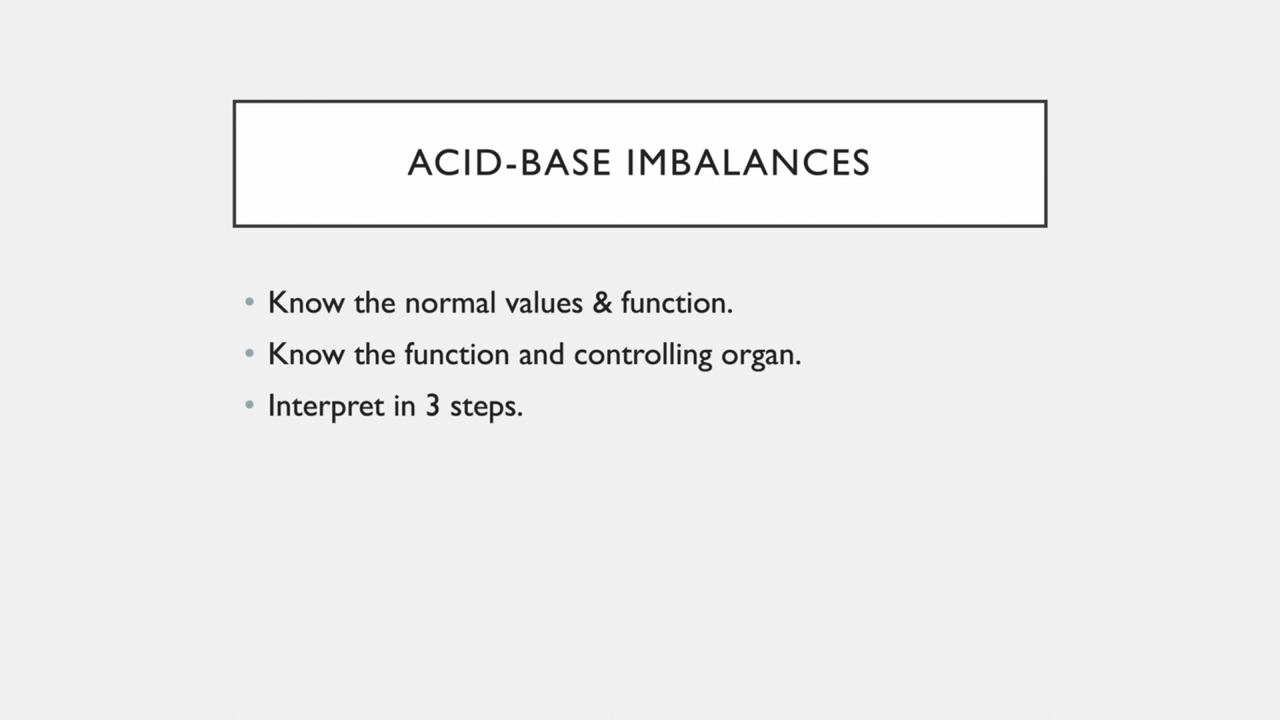 ACID-BASE IMBALANCES
• Know the normal values & function.
• Know the function and controlling organ.
• Interpret in 3 steps.